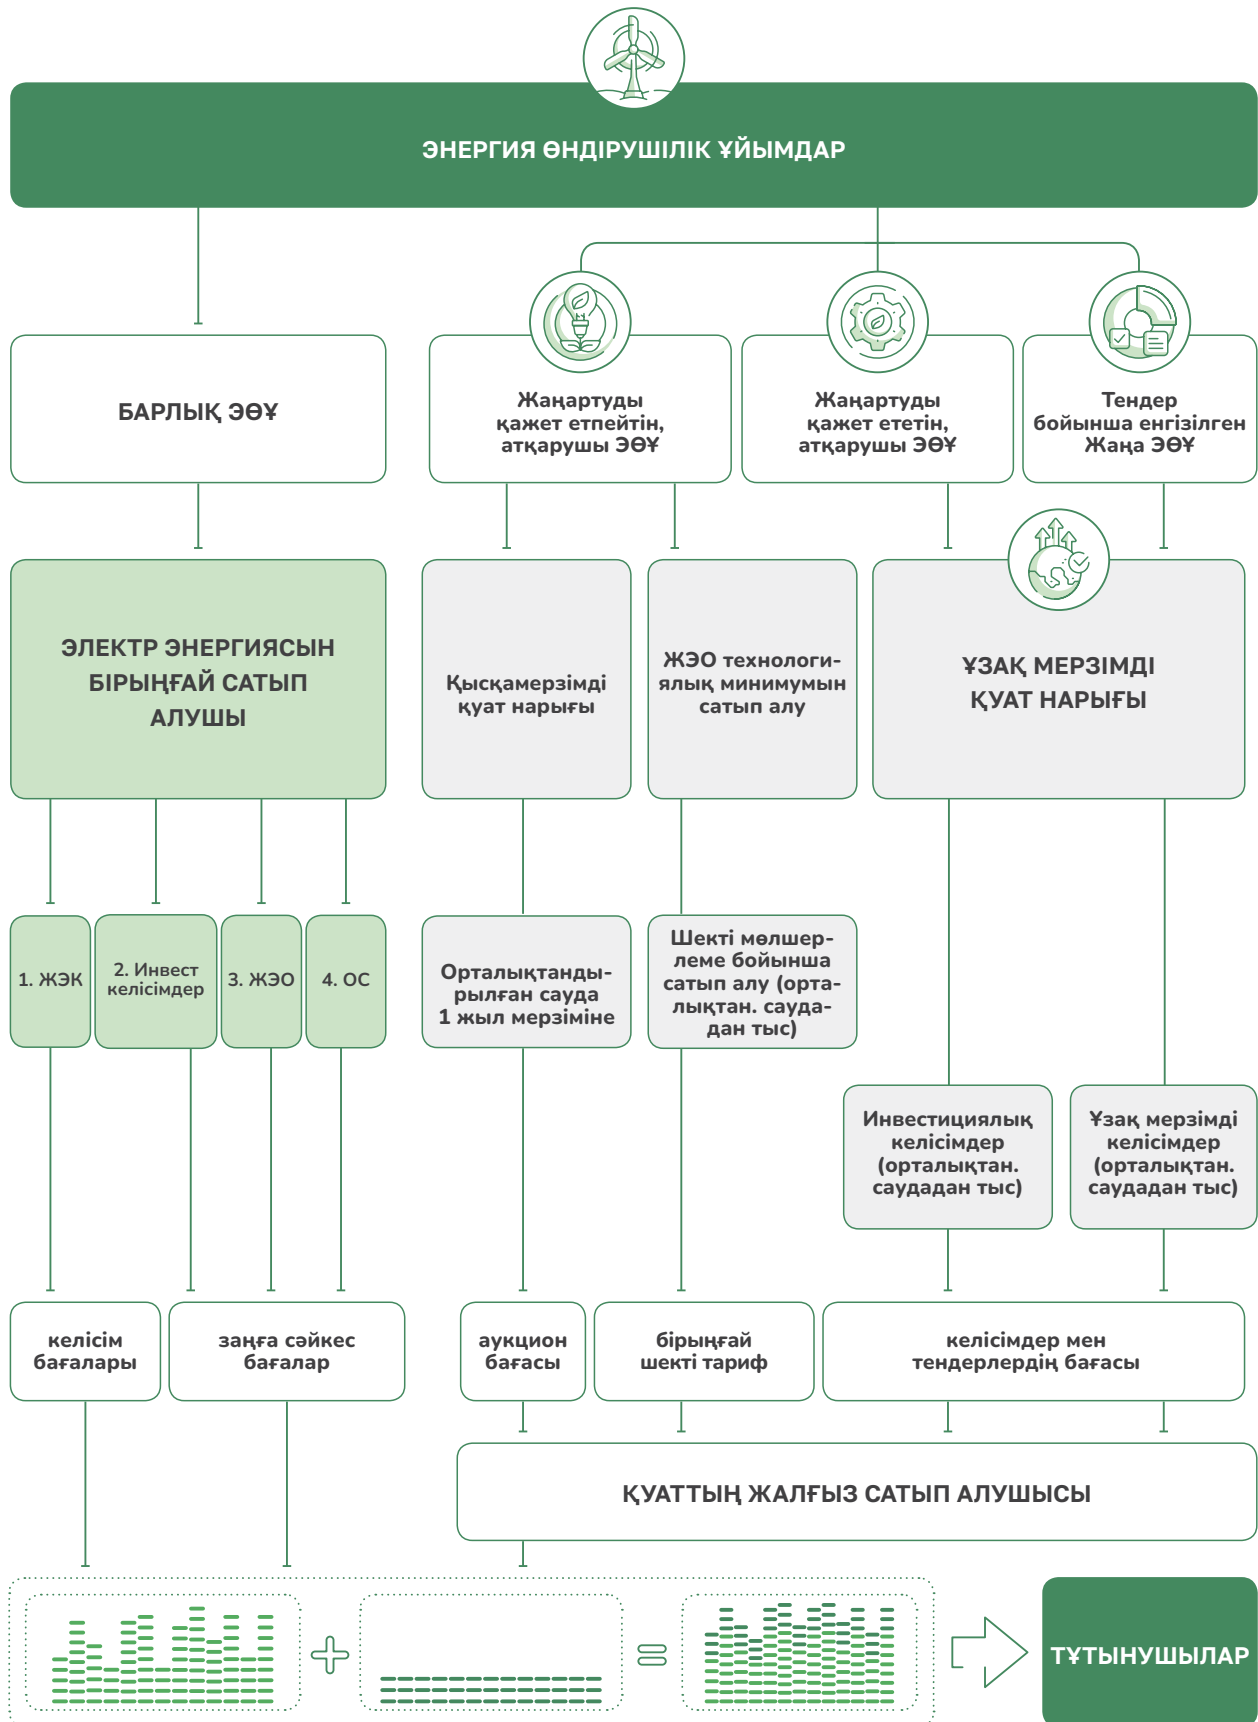 ЭНЕРГИЯ ӨНДІРУШІЛІК ҰЙЫМДАР
БАРЛЫҚ ЭӨҰ
Жаңартуды
қажет етпейтін,
атқарушы ЭӨҰ
Жаңартуды
қажет ететін,
атқарушы ЭӨҰ
Тендер
бойынша енгізілген
Жаңа ЭӨҰ
ЭЛЕКТР ЭНЕРГИЯСЫН
БІРЫҢҒАЙ САТЫП
АЛУШЫ
Қысқамерзімді
қуат нарығы
ЖЭО технологи-
ялық минимумын
сатып алу
ҰЗАҚ МЕРЗІМДІ
ҚУАТ НАРЫҒЫ
1. ЖЭК
2. Инвест
келісімдер
3. ЖЭО
4. ОС
Орталықтанды-
рылған сауда
1 жыл мерзіміне
Шекті мөлшер-
леме бойынша
сатып алу (орта-
лықтан. сауда-
дан тыс)
Инвестициялық
келісімдер
(орталықтан.
саудадан тыс)
Ұзақ мерзімді
келісімдер
(орталықтан.
саудадан тыс)
келісім
бағалары
заңға сәйкес
бағалар
аукцион
бағасы
бірыңғай
шекті тариф
келісімдер мен
тендерлердің бағасы
ҚУАТТЫҢ ЖАЛҒЫЗ САТЫП АЛУШЫСЫ
ТҰТЫНУШЫЛАР